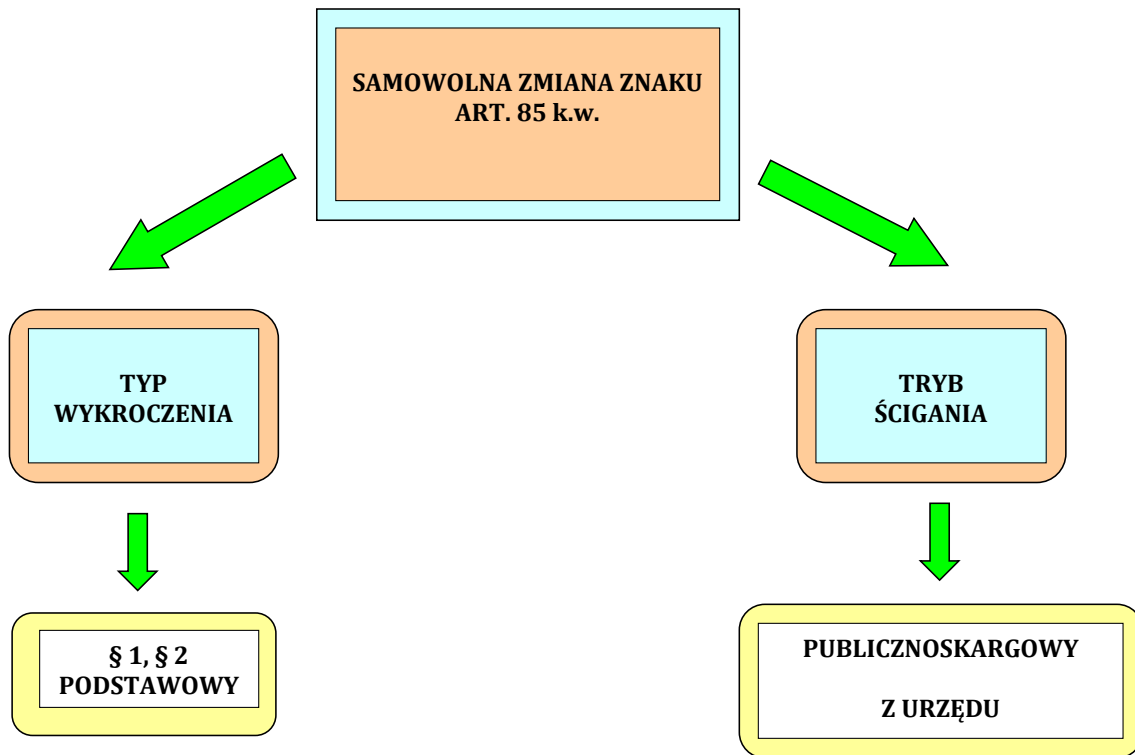 SAMOWOLNA ZMIANA ZNAKU
ART. 85 k.w.
TYP
WYKROCZENIA
TRYB
ŚCIGANIA
§ 1, § 2
PODSTAWOWY
PUBLICZNOSKARGOWY
Z URZĘDU